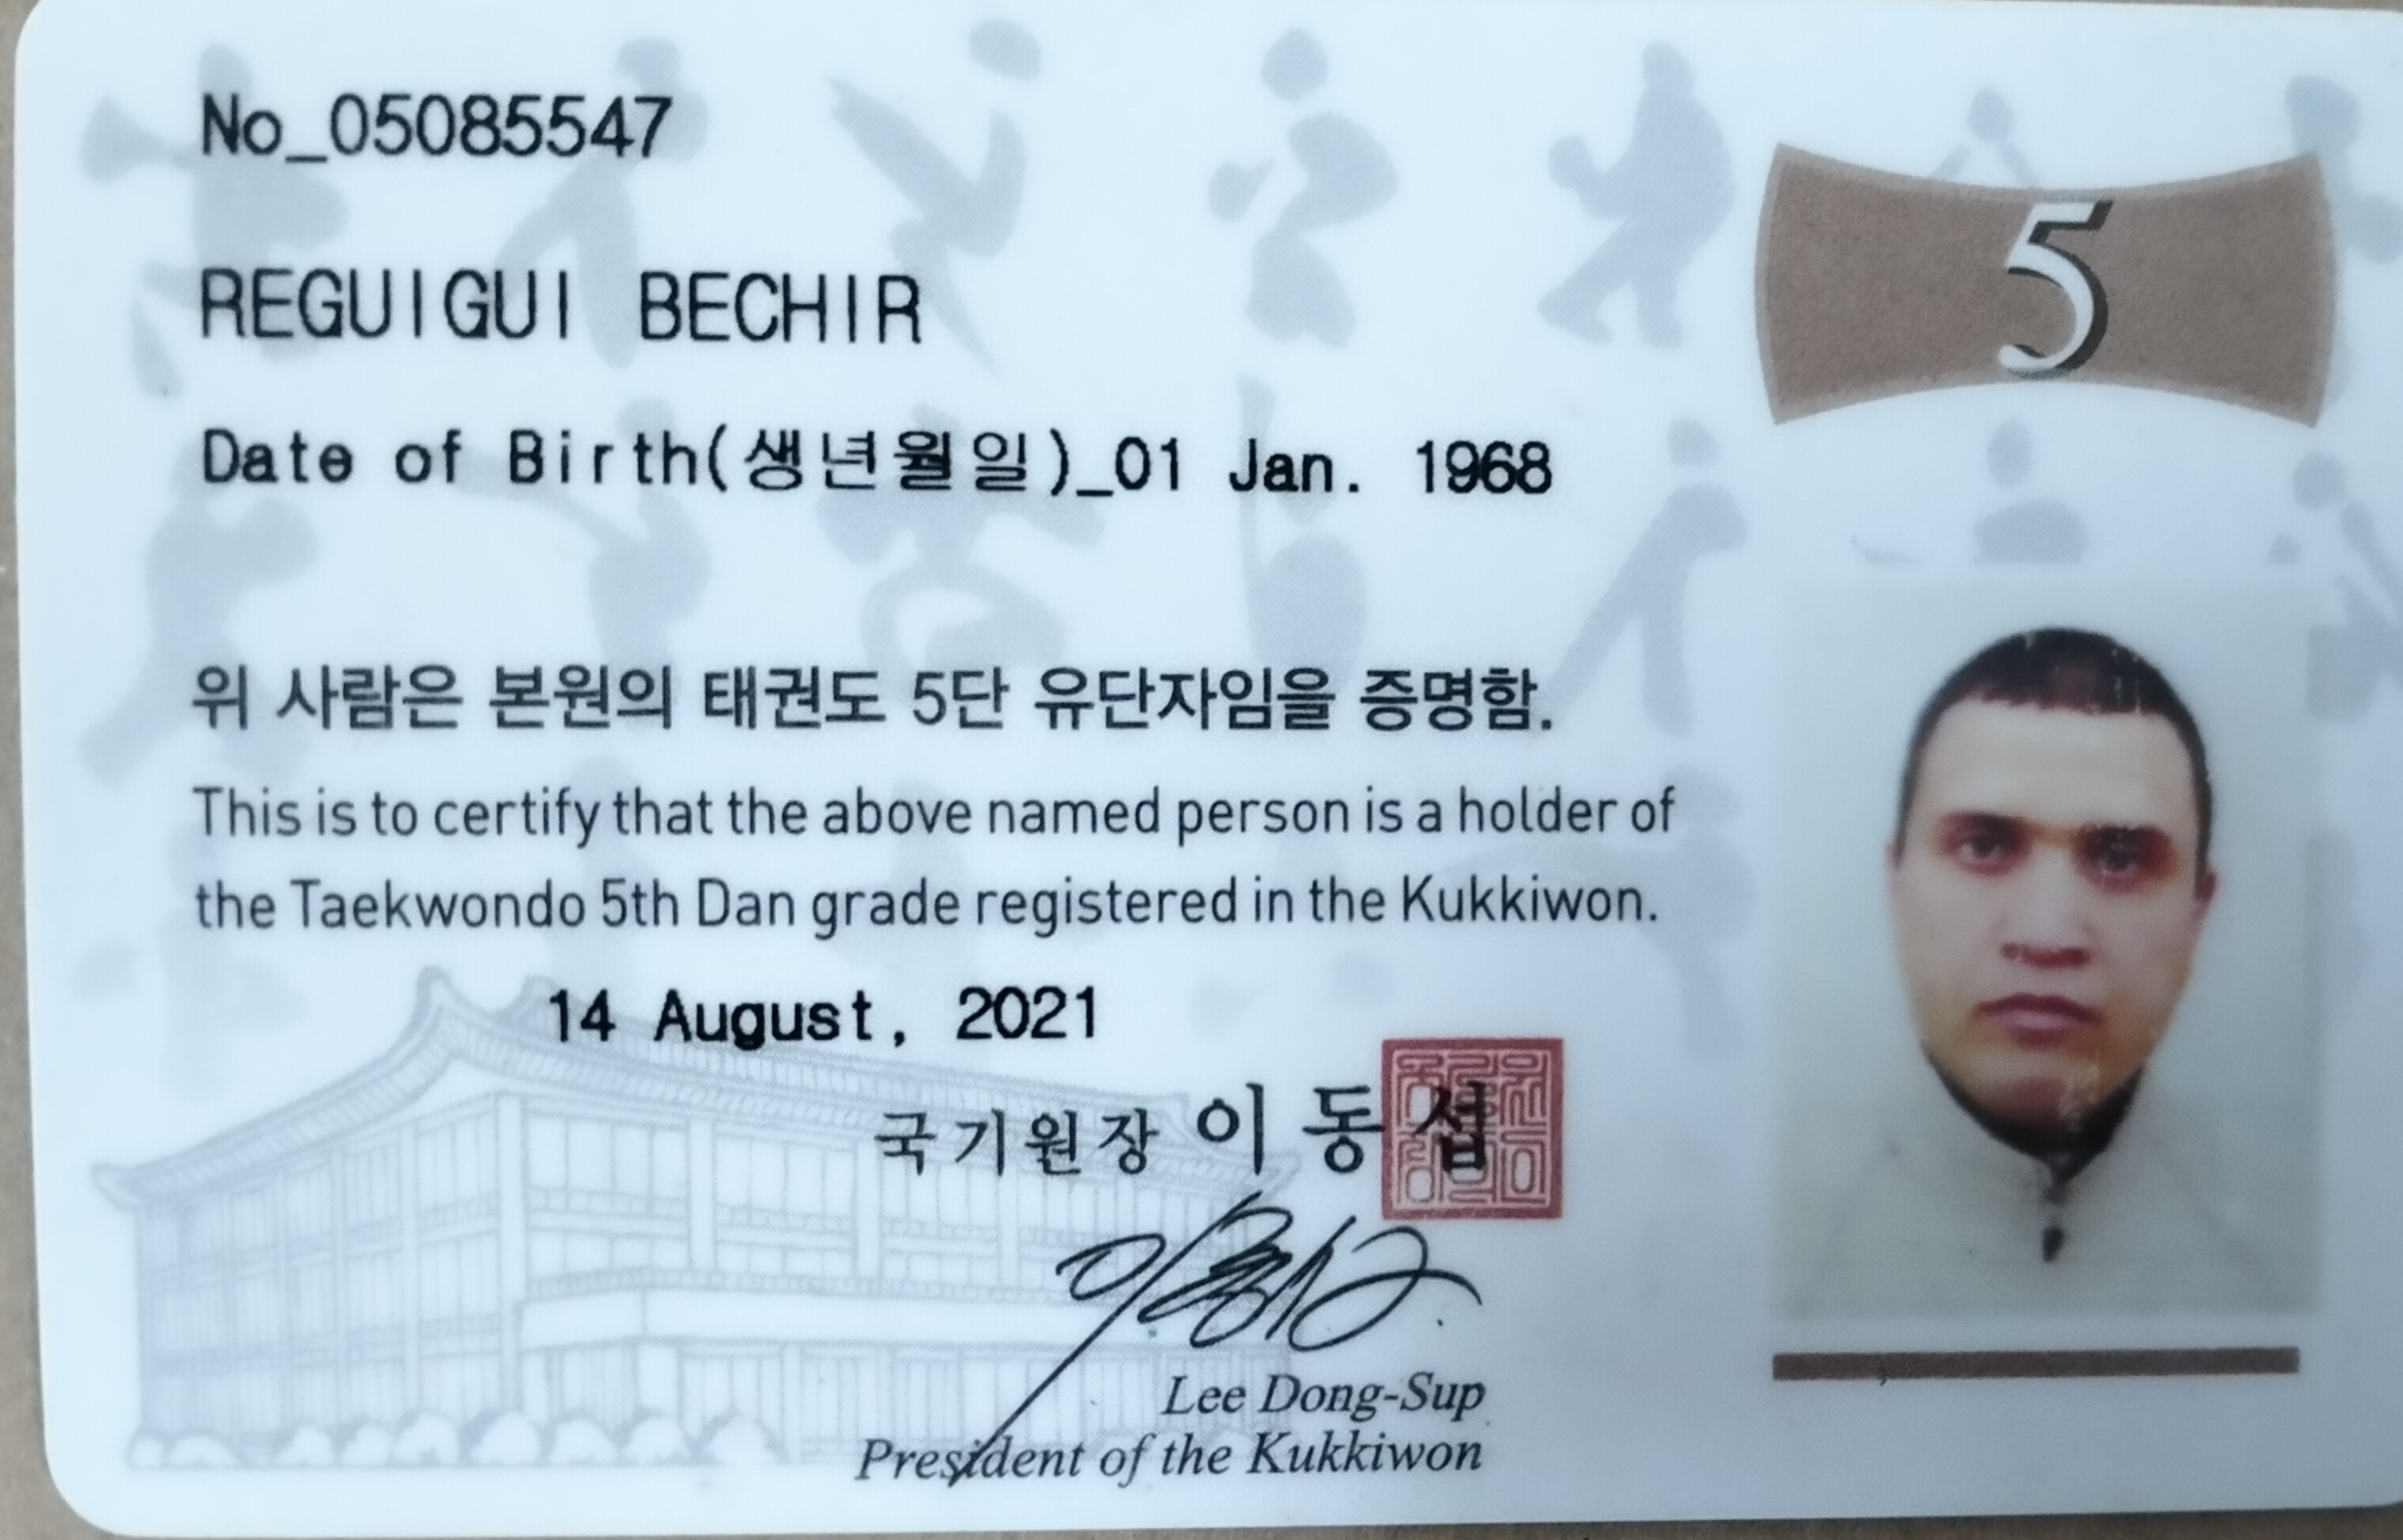 No_05085547
5
REGUIGUI BECHIR
Date of Birth(생년월일)_01 Jan. 1968
위 사람은 본원의 태권도 5단 유단자임을 증명함.
This is to certify that the above named person is a holder of
the Taekwondo 5th Dan grade registered in the Kukkiwon.
14 August, 2021
국기원장 이동섭
Lee Dong-Sup
President of the Kukkiwon